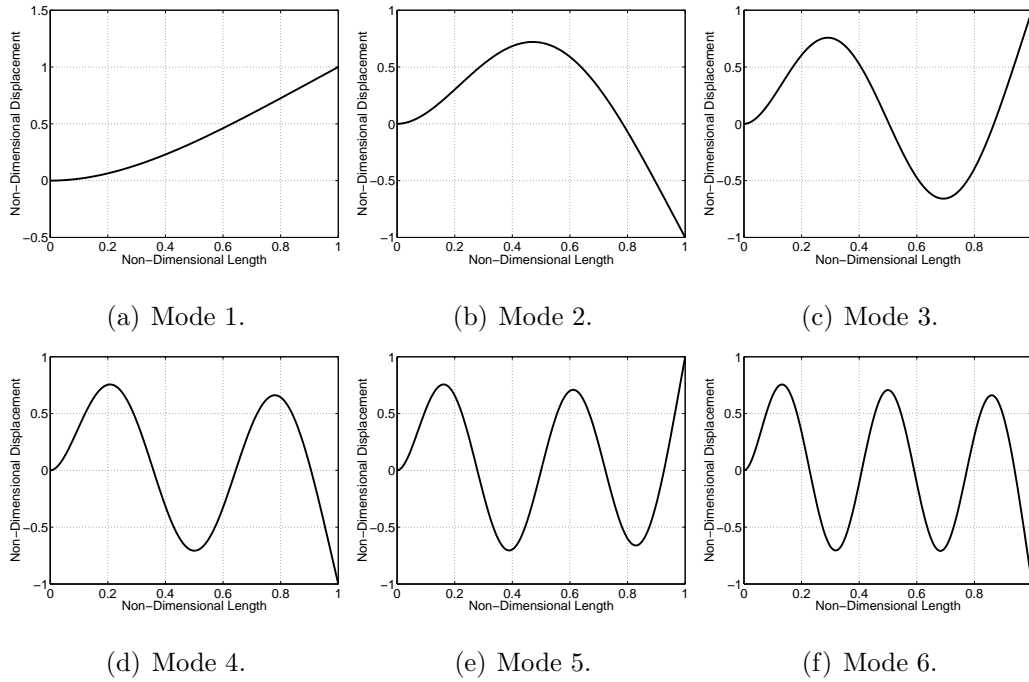 1.5
1
0.5
0
−0.5
0 0.2 0.4 0.6 0.8 1
Non−Dimensional Length
Non−Dimensional Displacement
(a) Mode 1.
1
0.5
0
−0.5
−1
0 0.2 0.4 0.6 0.8 1
Non−Dimensional Length
Non−Dimensional Displacement
(b) Mode 2.
1
0.5
0
−0.5
−1
0 0.2 0.4 0.6 0.8
Non−Dimensional Length
Non−Dimensional Displacement
(c) Mode 3.
1
0.5
0
−0.5
−1
0 0.2 0.4 0.6 0.8 1
Non−Dimensional Length
Non−Dimensional Displacement
(d) Mode 4.
1
0.5
0
−0.5
−1
0 0.2 0.4 0.6 0.8 1
Non−Dimensional Length
Non−Dimensional Displacement
(e) Mode 5.
1
0.5
0
−0.5
−1
0 0.2 0.4 0.6 0.8
Non−Dimensional Length
Non−Dimensional Displacement
(f) Mode 6.